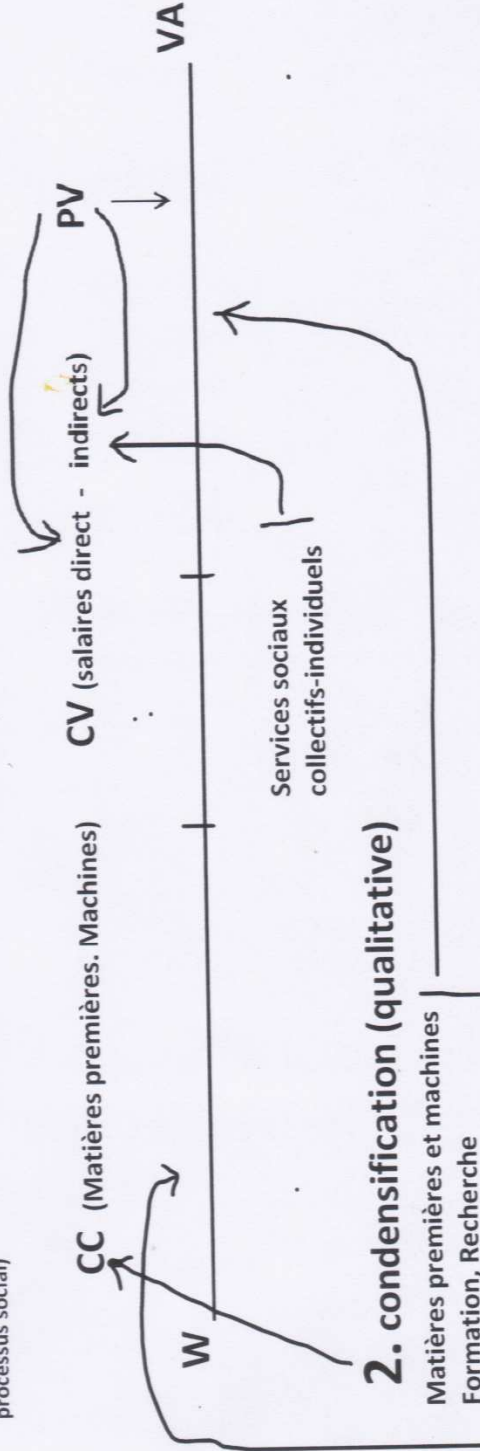 processus social)
CC (Matières premières. Machines)
CV (salaires direct - indirects)
PV
W
VA
Services sociaux
collectifs-individuels
2. condensification (qualitative)
Matières premières et machines
Formation, Recherche